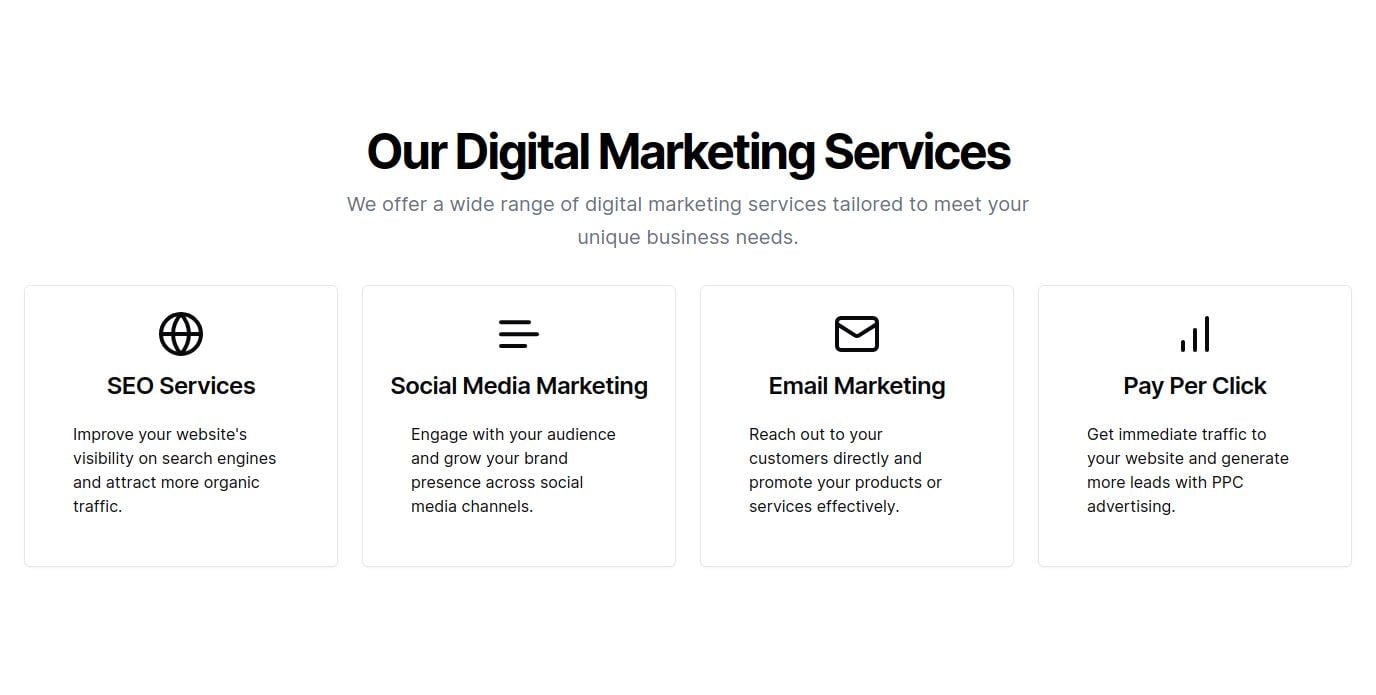 Our Digital Marketing Services
We offer a wide range of digital marketing services tailored to meet your
unique business needs.
SEO Services
Improve your website's
visibility on search engines
and attract more organic
traffic.
Social Media Marketing
Engage with your audience
and grow your brand
presence across social
media channels.
Email Marketing
Reach out to your
customers directly and
promote your products or
services effectively.
Pay Per Click
Get immediate traffic to
your website and generate
more leads with PPC
advertising.